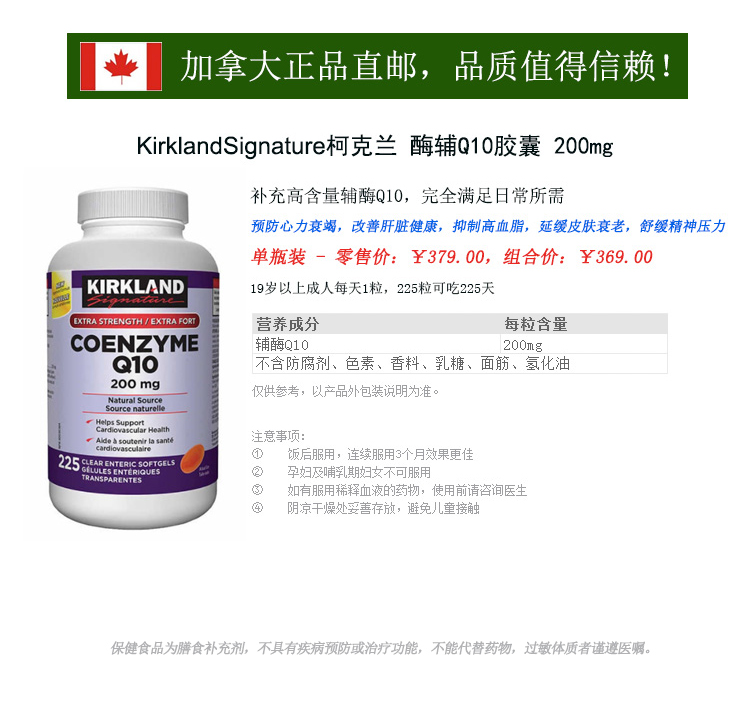 加拿大正品直邮，品质值得信赖！
KirklandSignature柯克兰 酶辅Q10胶囊 200mg
补充高含量辅酶Q10，完全满足日常所需
预防心力衰竭，改善肝脏健康，抑制高血脂，延缓皮肤衰老，舒缓精神压力
单瓶装 - 零售价：￥379.00，组合价：￥369.00
19岁以上成人每天1粒，225粒可吃225天
营养成分 每粒含量
辅酶Q10 200mg
不含防腐剂、色素、香料、乳糖、面筋、氢化油
仅供参考，以产品外包装说明为准。
注意事项：
① 饭后服用，连续服用3个月效果更佳
② 孕妇及哺乳期妇女不可服用
③ 如有服用稀释血液的药物，使用前请咨询医生
④ 阴凉干燥处妥善存放，避免儿童接触
KIRKLAND
Signature
EXTRA STRENGTH / EXTRA FORT
COENZYME
Q10
200 mg
Natural Source
Source naturelle
Helps Support
Cardiovascular Health
Aide à soutenir la santé
cardiovasculaire
225 CLEAR ENTERIC SOFTGELS
GÉLULES ENTÉRIQUES
TRANSPARENTES
保健食品为膳食补充剂，不具有疾病预防或治疗功能，不能代替药物，过敏体质者谨遵医嘱。